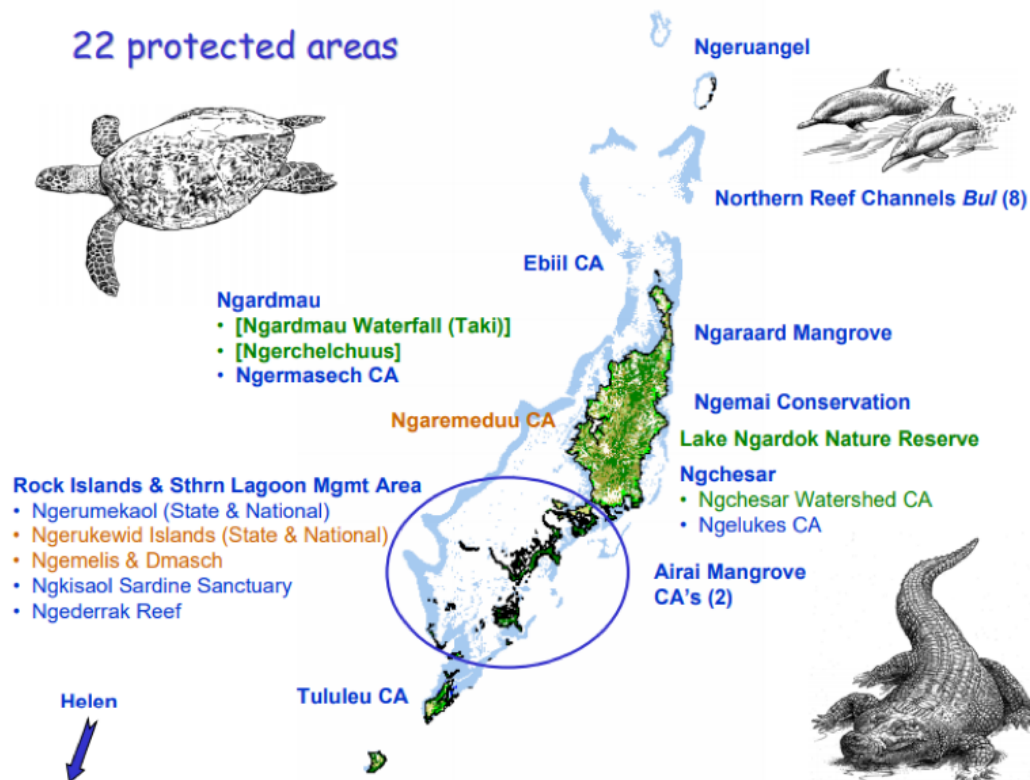 22 protected areas
Ngeruangel
Northern Reef Channels Bul (8)
Ebiil CA
Ngardmau
• [Ngardmau Waterfall (Taki)]
• [Ngerchelchuus]
• Ngermasech CA
Ngaraard Mangrove
Ngemai Conservation
Ngaremeduu CA
Lake Ngardok Nature Reserve
Ngchesar
• Ngchesar Watershed CA
• Ngelukes CA
Rock Islands & Sthrn Lagoon Mgmt Area
• Ngerumekaol (State & National)
• Ngerukewid Islands (State & National)
• Ngemelis & Dmasch
• Ngkisaol Sardine Sanctuary
• Ngederrak Reef
Airai Mangrove
CA's (2)
Tululeu CA
Helen